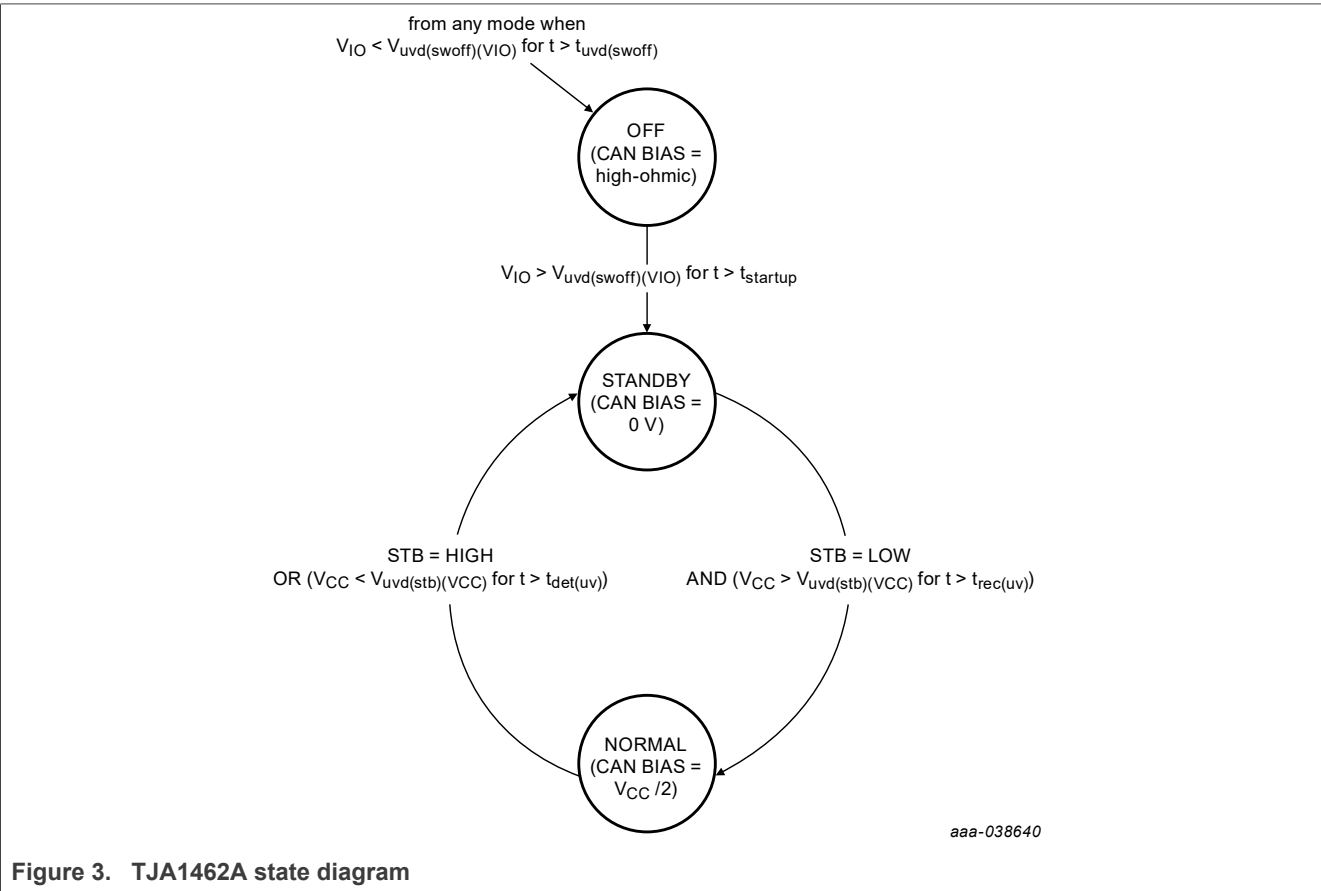 from any mode when
VIO < Vuvd(swoff)(VIO) for t > tuvd(swoff)
OFF
(CAN BIAS =
high-ohmic)
VIO > Vuvd(swoff)(VIO) for t > tstartup
STANDBY
(CAN BIAS =
0 V)
STB = HIGH
OR (VCC < Vuvd(stb)(VCC) for t > tdet(uv))
STB = LOW
AND (VCC > Vuvd(stb)(VCC) for t > trec(uv))
NORMAL
(CAN BIAS =
VCC /2)
aaa-038640
Figure 3. TJA1462A state diagram